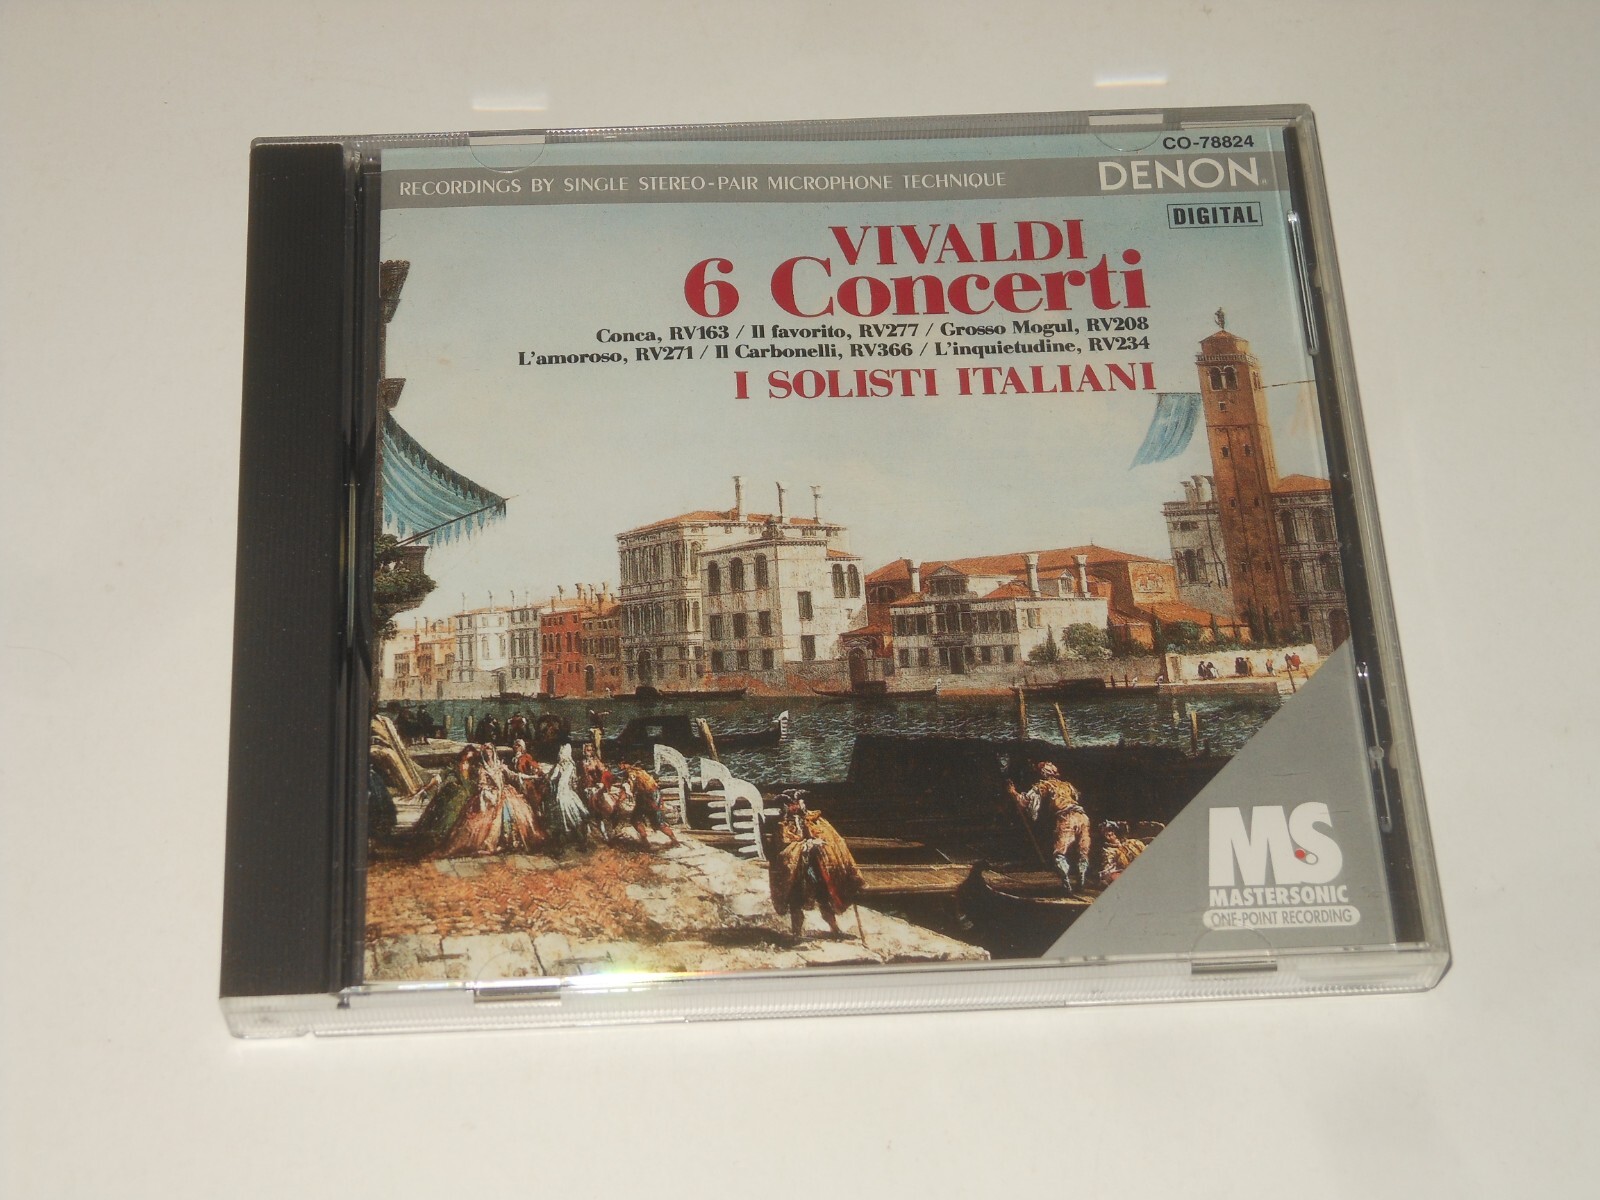 CO-78824
RECORDINGS BY SINGLE STEREO-PAIR MICROPHONE TECHNIQUE
DENON
DIGITAL
VIVALDI
6 Concerti
Conca, RV163 / Il favorito, RV277 / Grosso Mogul, RV208
L'amoroso, RV271 / Il Carbonelli, RV366 / L'inquietudine, RV234
I SOLISTI ITALIANI
MS
MASTERSONIC
ONE-POINT RECORDING